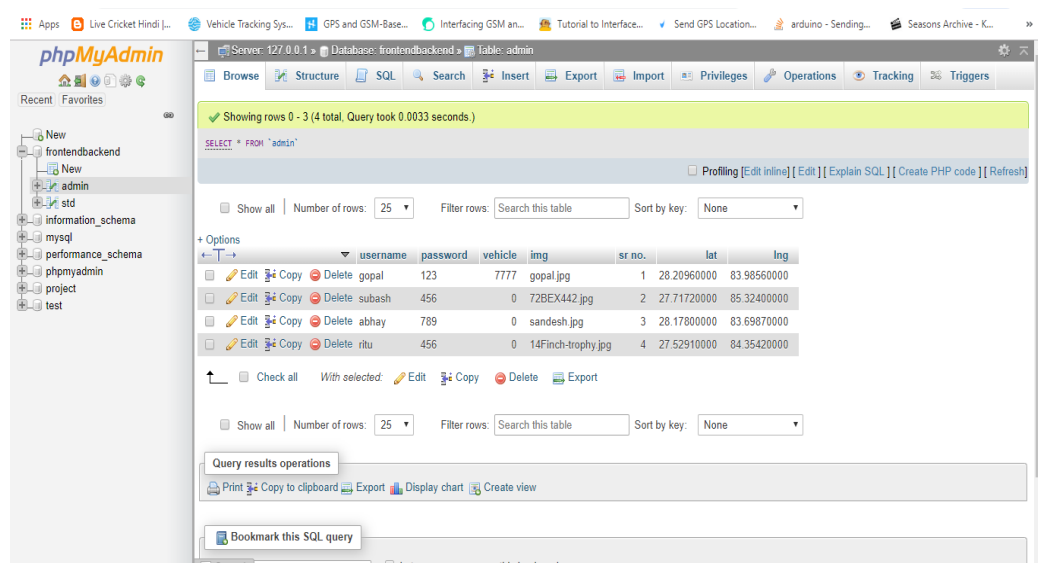 Apps Live Cricket Hindi |... Vehicle Tracking Sys... GPS and GSM-Base... Interfacing GSM an... Tutorial to Interface... Send GPS Location... arduino - Sending... Seasons Archive - K... »
phpMyAdmin
Recent Favorites
New
frontendbackend
New
admin
std
information_schema
mysql
performance_schema
phpmyadmin
project
test
Server: 127.0.0.1 » Database: frontendbackend » Table: admin
Browse Structure SQL Search Insert Export Import Privileges Operations Tracking Triggers
Showing rows 0 - 3 (4 total, Query took 0.0033 seconds.)
SELECT * FROM `admin`
Profiling [Edit inline] [ Edit ] [ Explain SQL ] [ Create PHP code ] [ Refresh]
Show all Number of rows: 25 Filter rows: Search this table Sort by key: None
+ Options
←T→ username password vehicle img sr no. lat lng
Edit Copy Delete gopal 123 7777 gopal.jpg 1 28.20960000 83.98560000
Edit Copy Delete subash 456 0 72BEX442.jpg 2 27.71720000 85.32400000
Edit Copy Delete abhay 789 0 sandesh.jpg 3 28.17800000 83.69870000
Edit Copy Delete ritu 456 0 14Finch-trophy.jpg 4 27.52910000 84.35420000
Check all With selected: Edit Copy Delete Export
Show all Number of rows: 25 Filter rows: Search this table Sort by key: None
Query results operations
Print Copy to clipboard Export Display chart Create view
Bookmark this SQL query